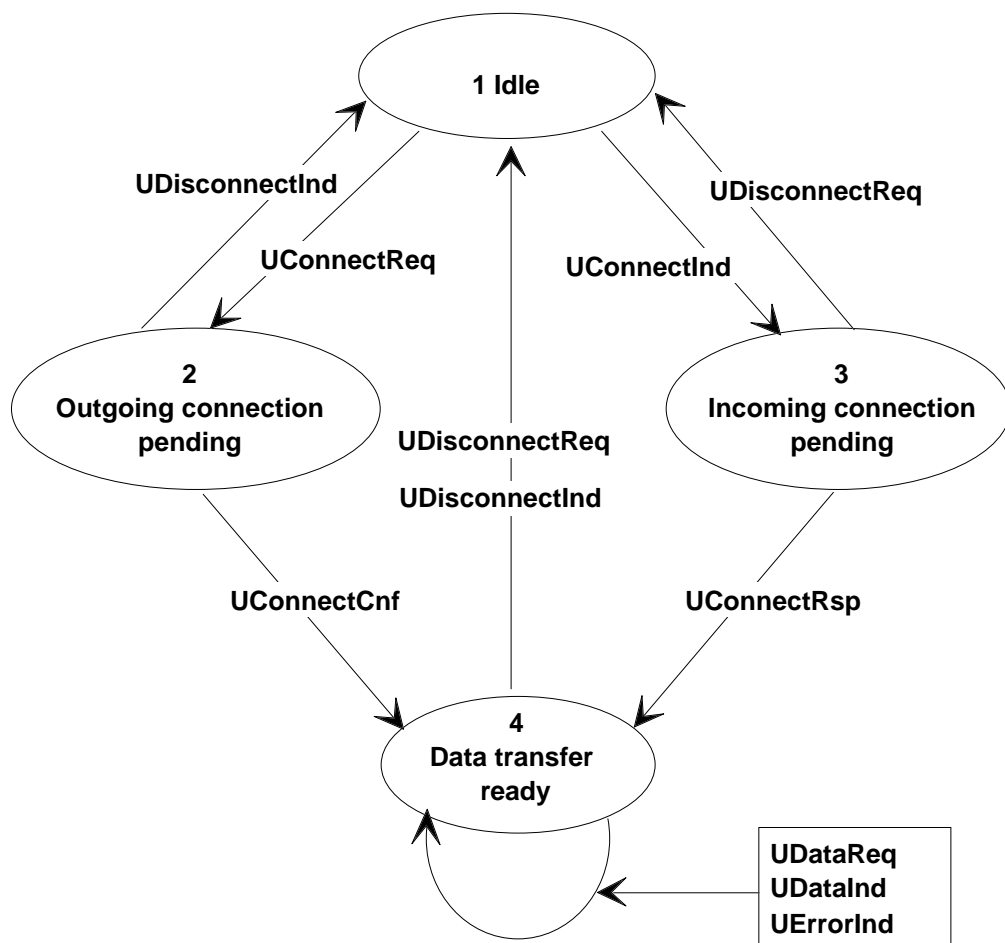 1 Idle
UDisconnectInd
UDisconnectReq
UConnectReq
UConnectInd
2
Outgoing connection
pending
3
Incoming connection
pending
UDisconnectReq
UDisconnectInd
UConnectCnf
UConnectRsp
4
Data transfer
ready
UDataReq
UDataInd
UErrorInd